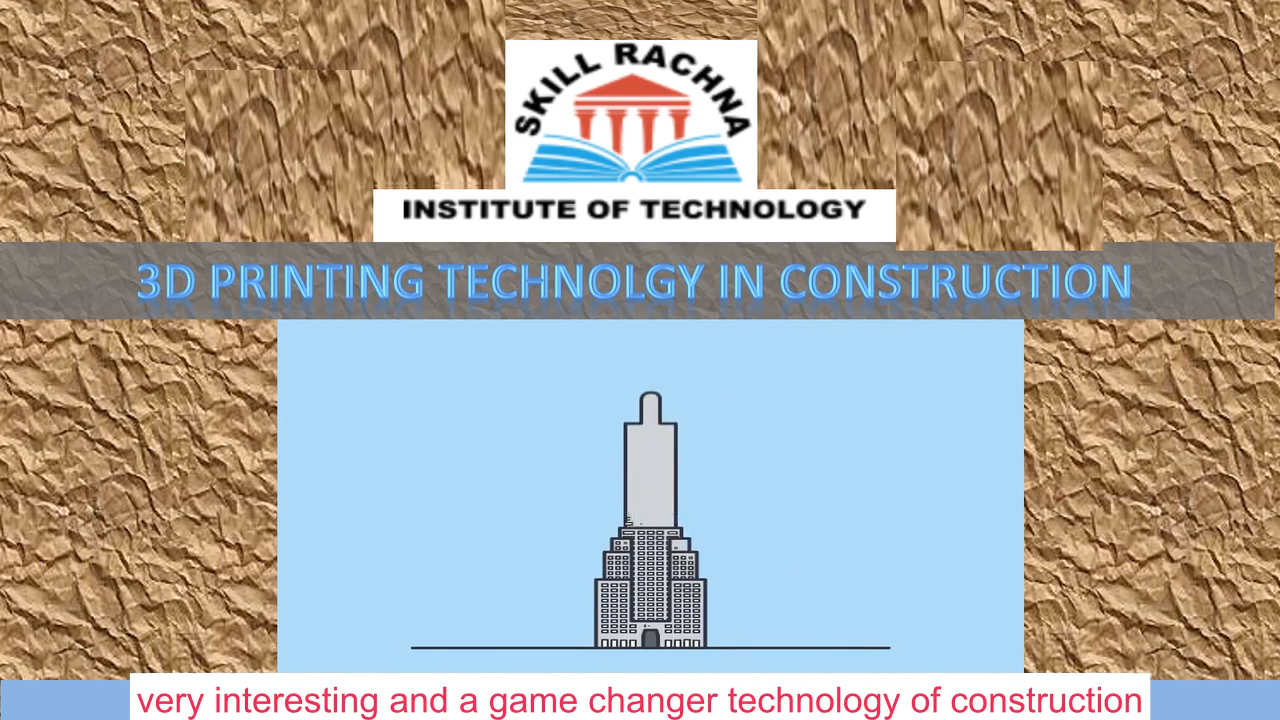 SKILL RACHNA
INSTITUTE OF TECHNOLOGY
3D PRINTING TECHNOLGY IN CONSTRUCTION
very interesting and a game changer technology of construction